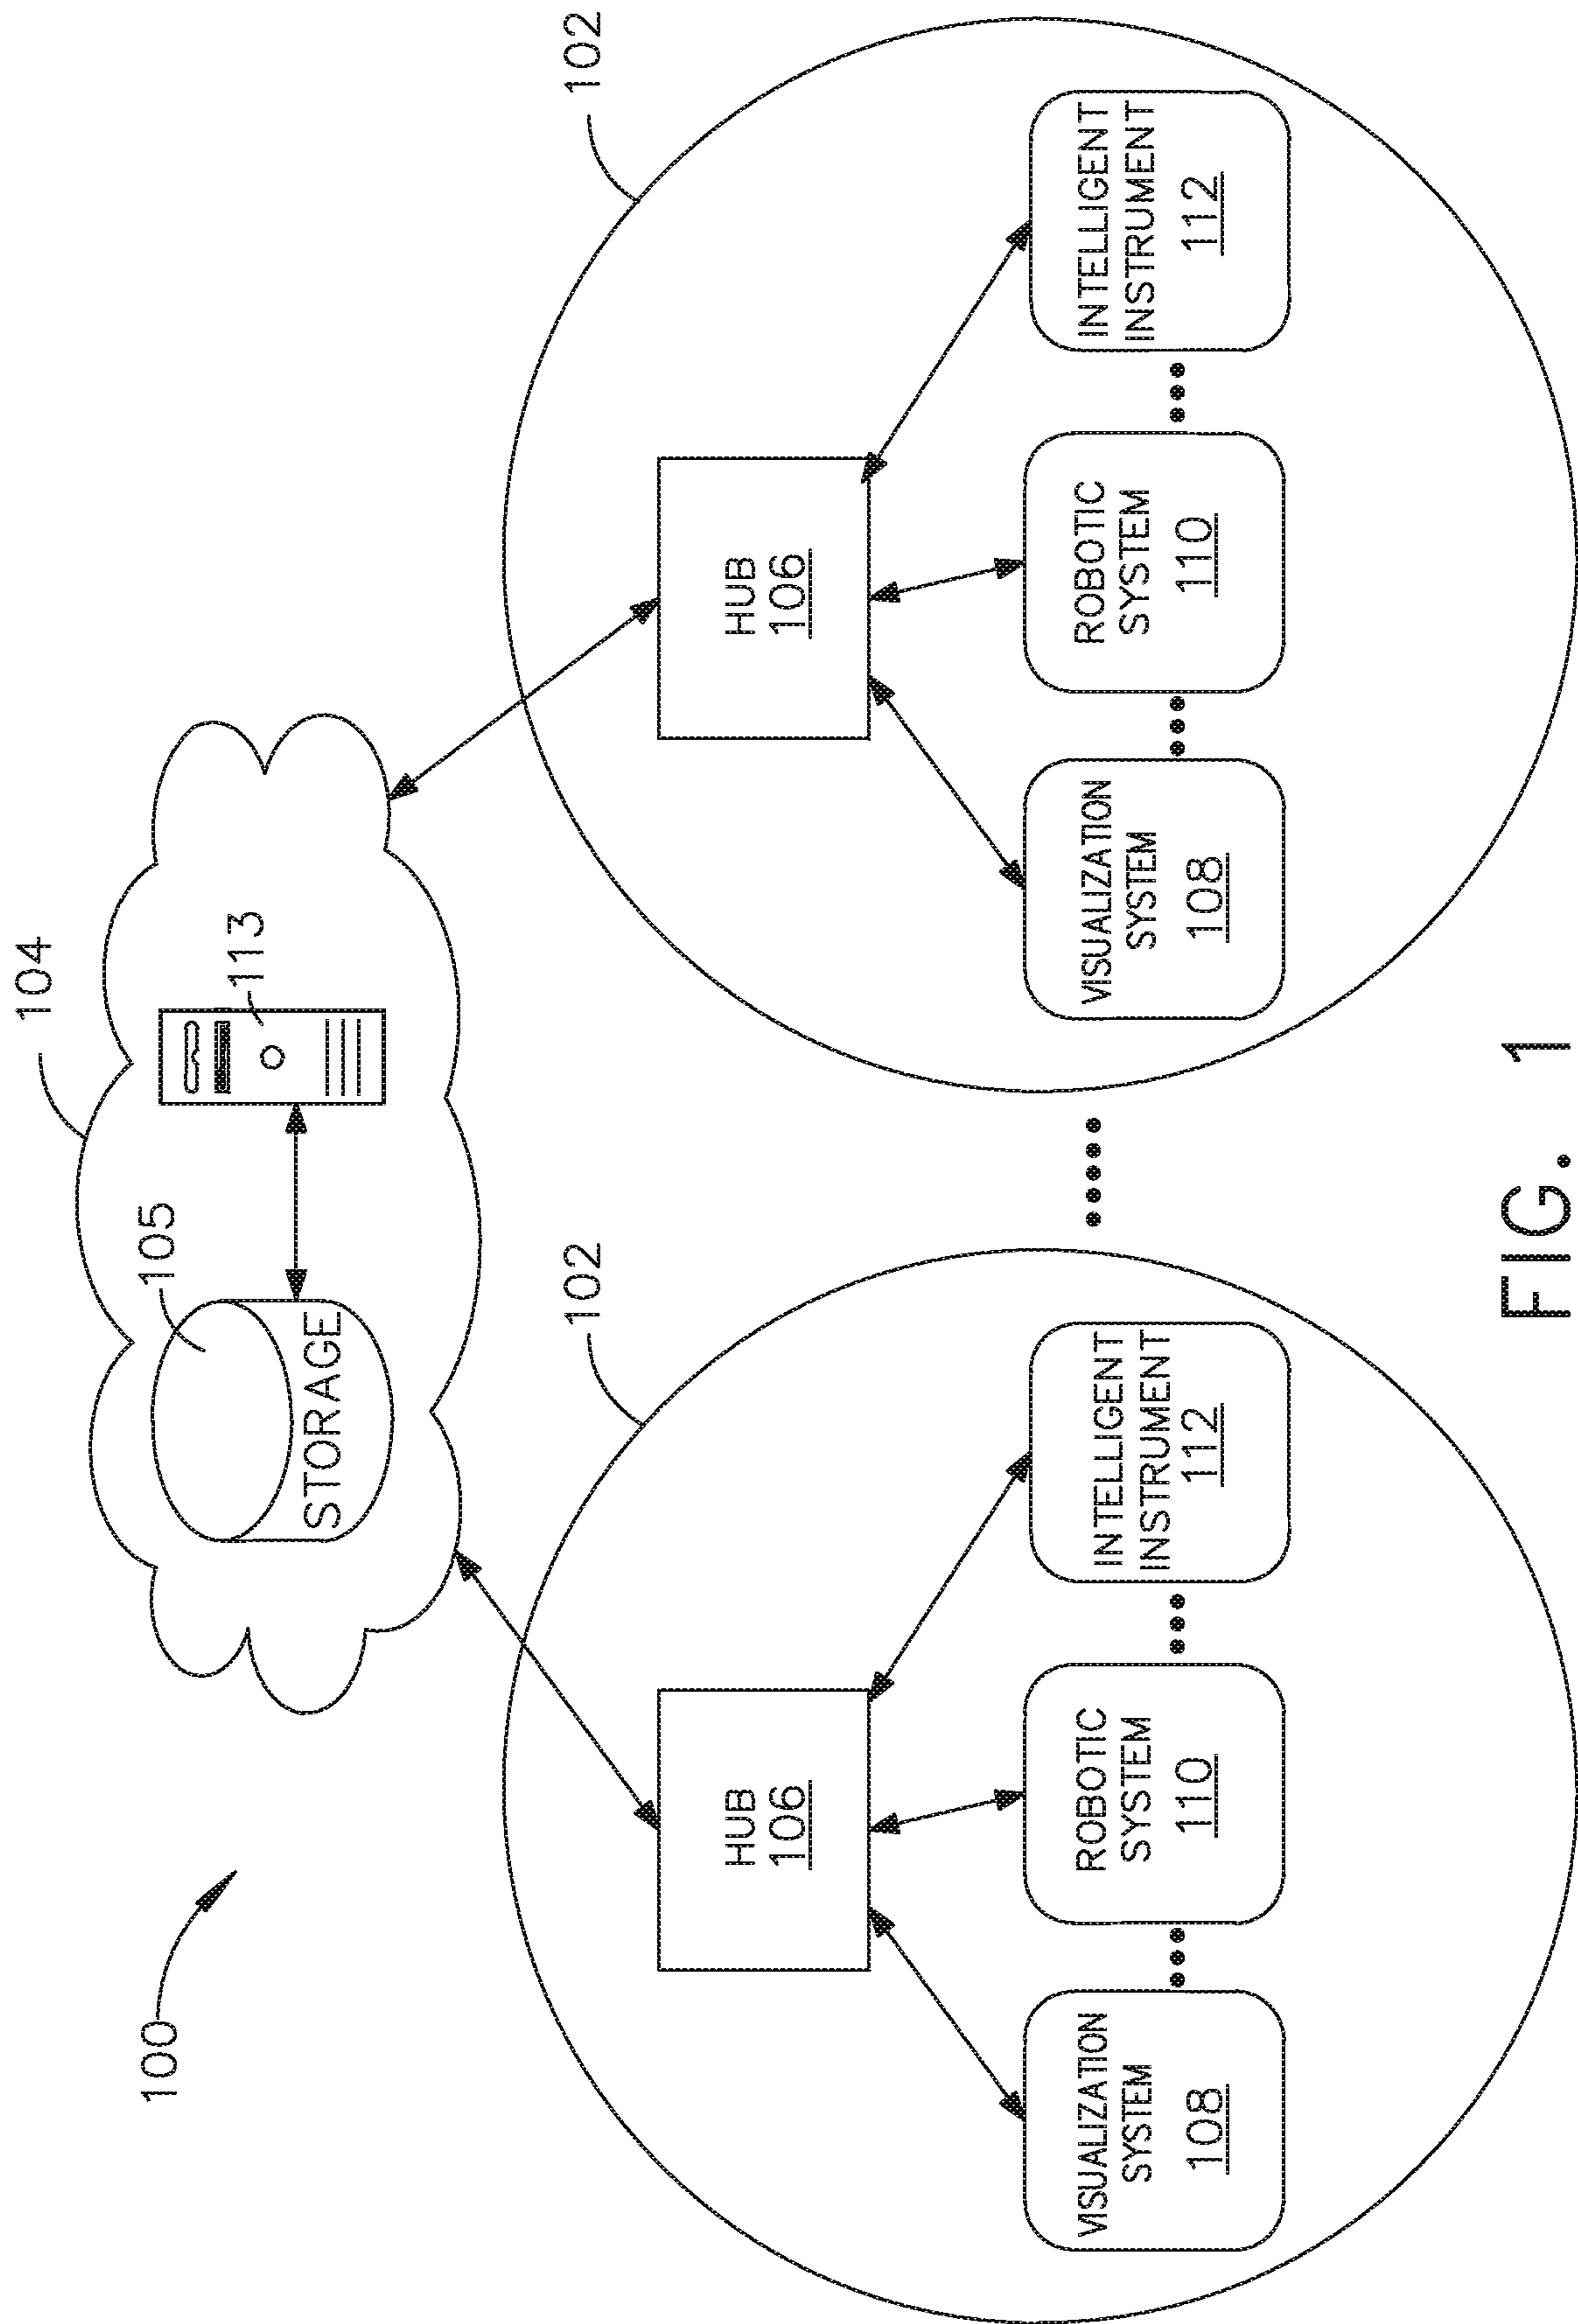 100
104
105
STORAGE
113
102
HUB
106
VISUALIZATION
SYSTEM
108
ROBOTIC
SYSTEM
110
INTELLIGENT
INSTRUMENT
112
102
HUB
106
VISUALIZATION
SYSTEM
108
ROBOTIC
SYSTEM
110
INTELLIGENT
INSTRUMENT
112
FIG. 1